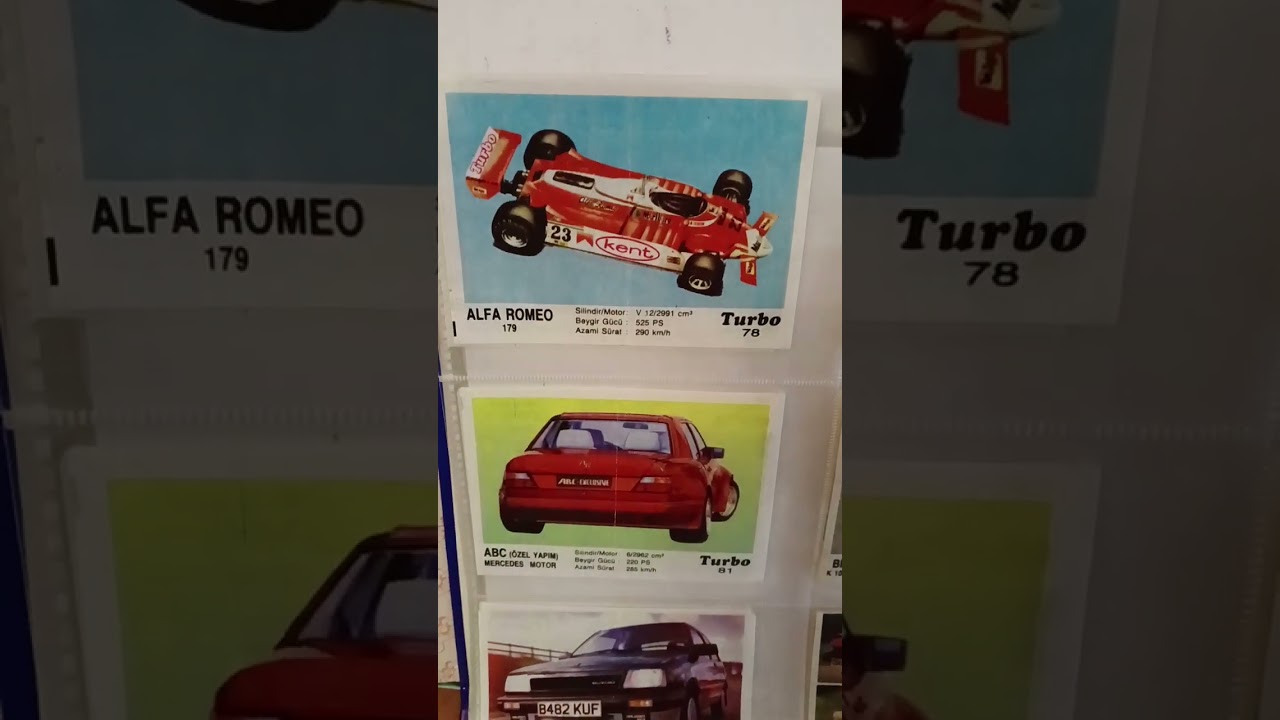 Turbo
23
kent
ALFA ROMEO
179
Silindir/Motor : V 12/2991 cm³
Beygir Gücü : 525 PS
Azami Sürat : 290 km/h
Turbo
78
ABC EXCLUSIVE
ABC (ÖZEL YAPIM)
MERCEDES MOTOR
Silindir/Motor : 6/2962 cm³
Beygir Gücü : 220 PS
Azami Sürat : 285 km/h
Turbo
81
B482 KUF
ALFA ROMEO
179
Turbo
78